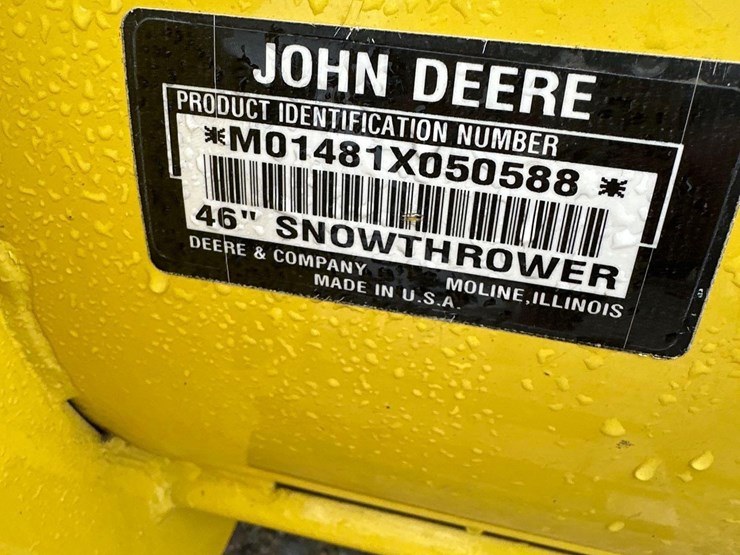 JOHN DEERE
PRODUCT IDENTIFICATION NUMBER
*M01481X050588*
46" SNOWTHROWER
DEERE & COMPANY MOLINE, ILLINOIS
MADE IN U.S.A.